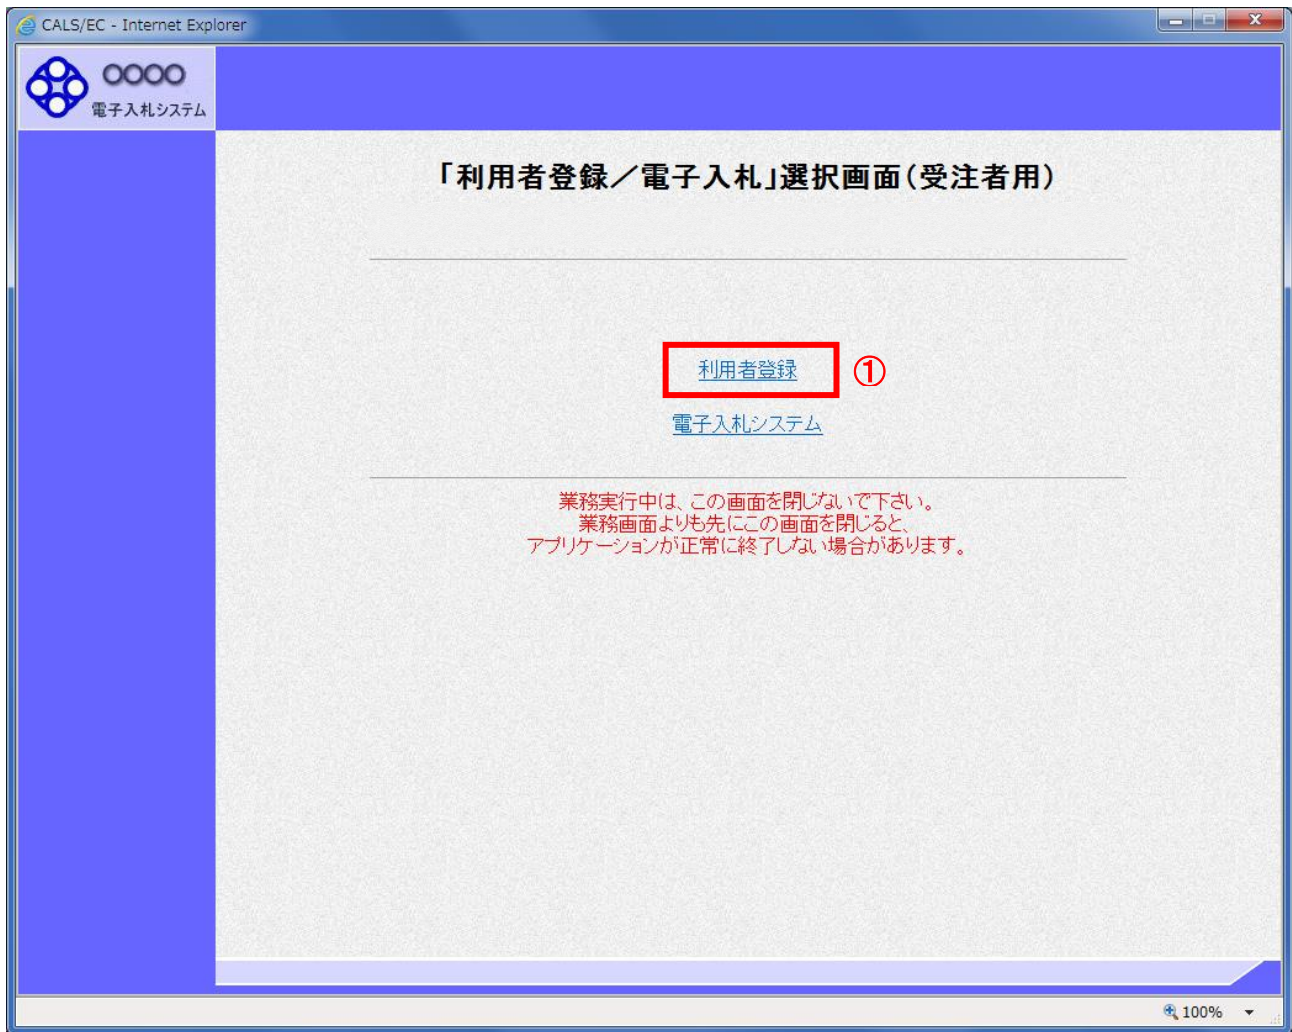 CALS/EC - Internet Explorer
○○○○
電子入札システム
「利用者登録／電子入札」選択画面(受注者用)
利用者登録 ①
電子入札システム
業務実行中は、この画面を閉じないで下さい。
業務画面よりも先にこの画面を閉じると、
アプリケーションが正常に終了しない場合があります。
100%